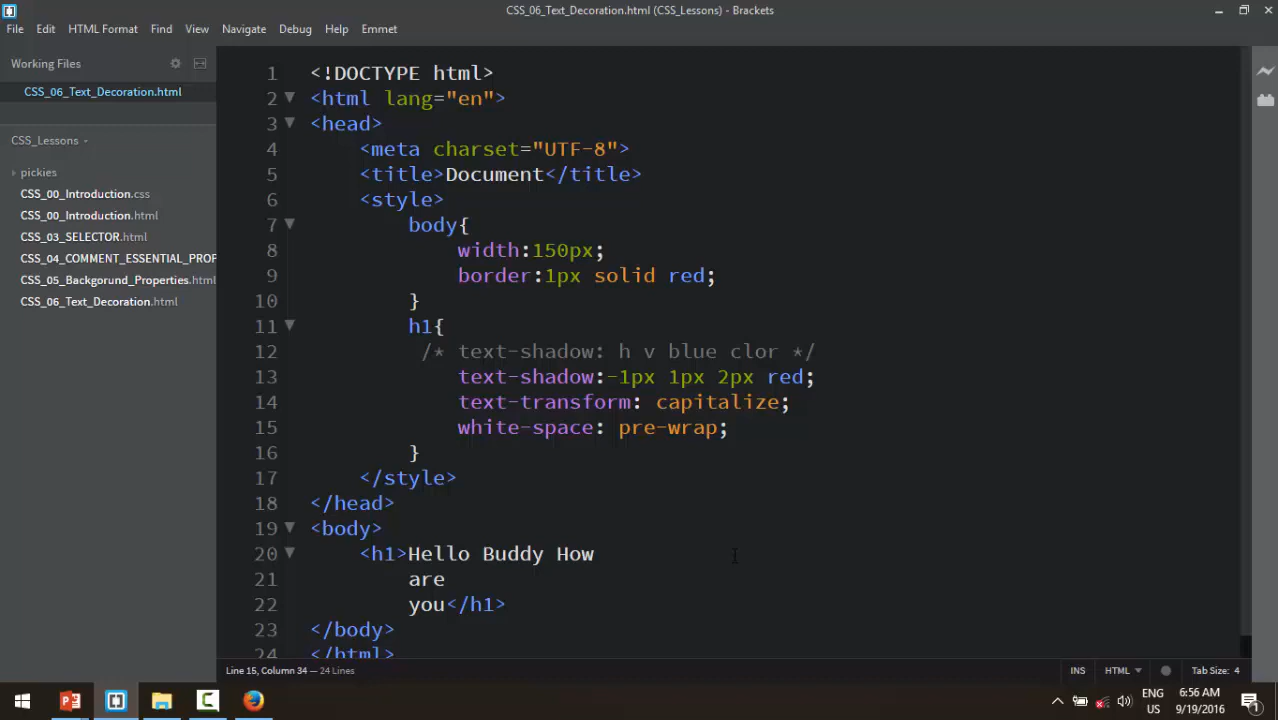 CSS_06_Text_Decoration.html (CSS_Lessons) - Brackets
File Edit HTML Format Find View Navigate Debug Help Emmet
Working Files
CSS_06_Text_Decoration.html
CSS_Lessons
pickies
CSS_00_Introduction.css
CSS_00_Introduction.html
CSS_03_SELECTOR.html
CSS_04_COMMENT_ESSENTIAL_PROP
CSS_05_Backgorund_Properties.html
CSS_06_Text_Decoration.html
1 <!DOCTYPE html>
2 <html lang="en">
3 <head>
4 <meta charset="UTF-8">
5 <title>Document</title>
6 <style>
7 body{
8 width:150px;
9 border:1px solid red;
10 }
11 h1{
12 /* text-shadow: h v blue clor */
13 text-shadow:-1px 1px 2px red;
14 text-transform: capitalize;
15 white-space: pre-wrap;
16 }
17 </style>
18 </head>
19 <body>
20 <h1>Hello Buddy How
21 are
22 you</h1>
23 </body>
24 </html>
Line 15, Column 34 — 24 Lines
INS HTML Tab Size: 4
ENG 6:56 AM
US 9/19/2016
1